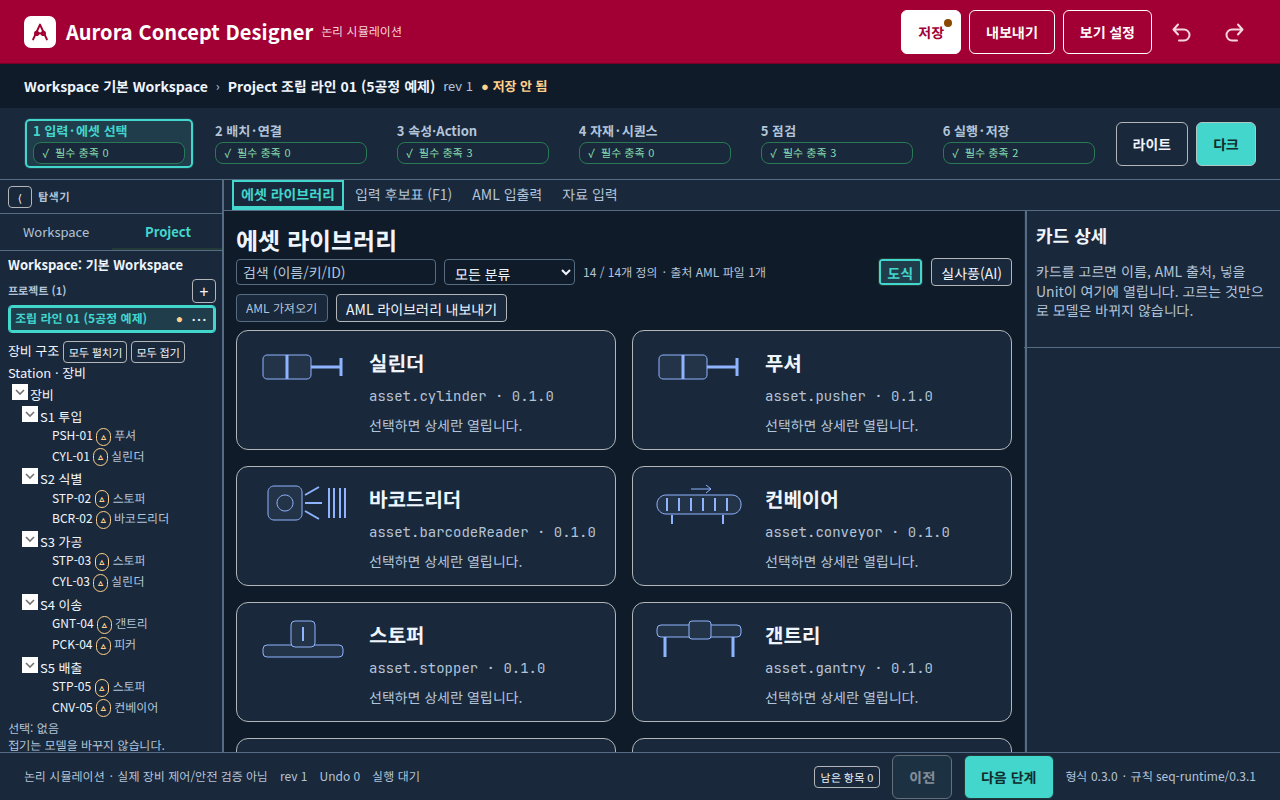 Aurora Concept Designer 논리 시뮬레이션 저장 내보내기 보기 설정
Workspace 기본 Workspace › Project 조립 라인 01 (5공정 예제) rev 1 ● 저장 안 됨
1 입력·에셋 선택 2 배치·연결 3 속성·Action 4 자재·시퀀스 5 점검 6 실행·저장
✓ 필수 충족 0 ✓ 필수 충족 0 ✓ 필수 충족 3 ✓ 필수 충족 0 ✓ 필수 충족 3 ✓ 필수 충족 2
라이트 다크
⟨ 탐색기
Workspace Project
Workspace: 기본 Workspace
프로젝트 (1) +
조립 라인 01 (5공정 예제) ● ···
장비 구조 모두 펼치기 모두 접기
Station · 장비
장비
S1 투입
PSH-01 푸셔
CYL-01 실린더
S2 식별
STP-02 스토퍼
BCR-02 바코드리더
S3 가공
STP-03 스토퍼
CYL-03 실린더
S4 이송
GNT-04 갠트리
PCK-04 피커
S5 배출
STP-05 스토퍼
CNV-05 컨베이어
선택: 없음
접기는 모델을 바꾸지 않습니다.
에셋 라이브러리 입력 후보표 (F1) AML 입출력 자료 입력
에셋 라이브러리
검색 (이름/키/ID) 모든 분류 14 / 14개 정의 · 출처 AML 파일 1개 도식 실사풍(AI)
AML 가져오기 AML 라이브러리 내보내기
실린더
asset.cylinder · 0.1.0
선택하면 상세란 열립니다.
푸셔
asset.pusher · 0.1.0
선택하면 상세란 열립니다.
바코드리더
asset.barcodeReader · 0.1.0
선택하면 상세란 열립니다.
컨베이어
asset.conveyor · 0.1.0
선택하면 상세란 열립니다.
스토퍼
asset.stopper · 0.1.0
선택하면 상세란 열립니다.
갠트리
asset.gantry · 0.1.0
선택하면 상세란 열립니다.
카드 상세
카드를 고르면 이름, AML 출처, 넣을
Unit이 여기에 열립니다. 고르는 것만으
로 모델은 바뀌지 않습니다.
논리 시뮬레이션 · 실제 장비 제어/안전 검증 아님 rev 1 Undo 0 실행 대기 남은 항목 0 이전 다음 단계 형식 0.3.0 · 규칙 seq-runtime/0.3.1